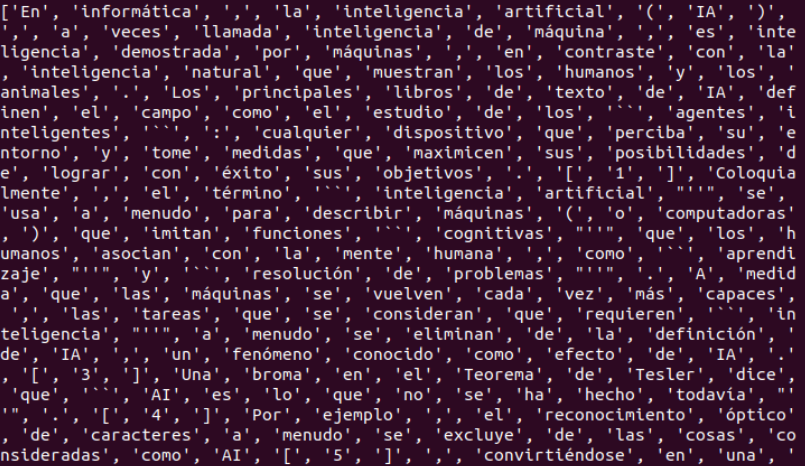 ['En', 'informática', ',', 'la', 'inteligencia', 'artificial', '(', 'IA', ')',
',', 'a', 'veces', 'llamada', 'inteligencia', 'de', 'máquina', ',', 'es', 'inte
ligencia', 'demostrada', 'por', 'máquinas', ',', 'en', 'contraste', 'con', 'la'
, 'inteligencia', 'natural', 'que', 'muestran', 'los', 'humanos', 'y', 'los', '
animales', '.', 'Los', 'principales', 'libros', 'de', 'texto', 'de', 'IA', 'def
inen', 'el', 'campo', 'como', 'el', 'estudio', 'de', 'los', '``', 'agentes', 'i
nteligentes', '``', ':', 'cualquier', 'dispositivo', 'que', 'perciba', 'su', 'e
ntorno', 'y', 'tome', 'medidas', 'que', 'maximicen', 'sus', 'posibilidades', 'd
e', 'lograr', 'con', 'éxito', 'sus', 'objetivos', '.', '[', '1', ']', 'Coloquia
lmente', ',', 'el', 'término', '``', 'inteligencia', 'artificial', "''", 'se',
'usa', 'a', 'menudo', 'para', 'describir', 'máquinas', '(', 'o', 'computadoras'
, ')', 'que', 'imitan', 'funciones', '``', 'cognitivas', "''", 'que', 'los', 'h
umanos', 'asocian', 'con', 'la', 'mente', 'humana', ',', 'como', '``', 'aprendi
zaje', "''", 'y', '``', 'resolución', 'de', 'problemas', "''", '.', 'A', 'medid
a', 'que', 'las', 'máquinas', 'se', 'vuelven', 'cada', 'vez', 'más', 'capaces',
',', 'las', 'tareas', 'que', 'se', 'consideran', 'que', 'requieren', '``', 'in
teligencia', "''", 'a', 'menudo', 'se', 'eliminan', 'de', 'la', 'definición', '
de', 'IA', ',', 'un', 'fenómeno', 'conocido', 'como', 'efecto', 'de', 'IA', '.'
, '[', '3', ']', 'Una', 'broma', 'en', 'el', 'Teorema', 'de', 'Tesler', 'dice',
'que', '``', 'AI', 'es', 'lo', 'que', 'no', 'se', 'ha', 'hecho', 'todavía', "'
'", '.', '[', '4', ']', 'Por', 'ejemplo', ',', 'el', 'reconocimiento', 'óptico'
, 'de', 'caracteres', 'a', 'menudo', 'se', 'excluye', 'de', 'las', 'cosas', 'co
nsideradas', 'como', 'AI', '[', '5', ']', ',', 'convirtiéndose', 'en', 'una', '